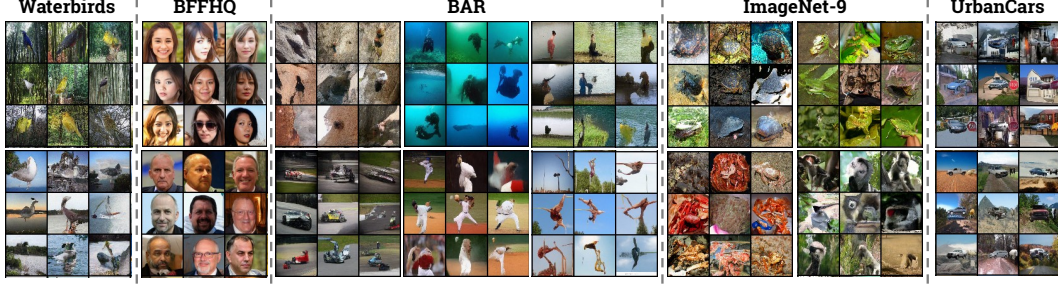 Waterbirds
BFFHQ
BAR
ImageNet-9
UrbanCars